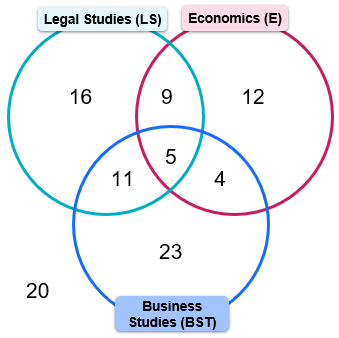 Legal Studies (LS)
Economics (E)
16
9
12
5
11
4
23
20
Business
Studies (BST)